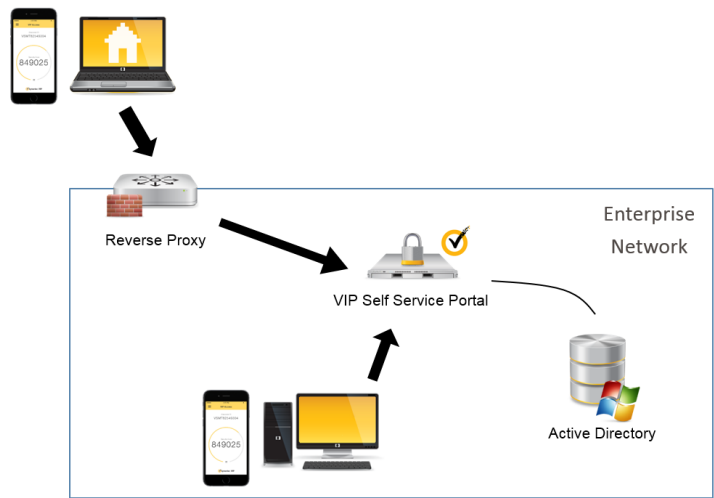 849025
Reverse Proxy
Enterprise
Network
VIP Self Service Portal
849025
Active Directory